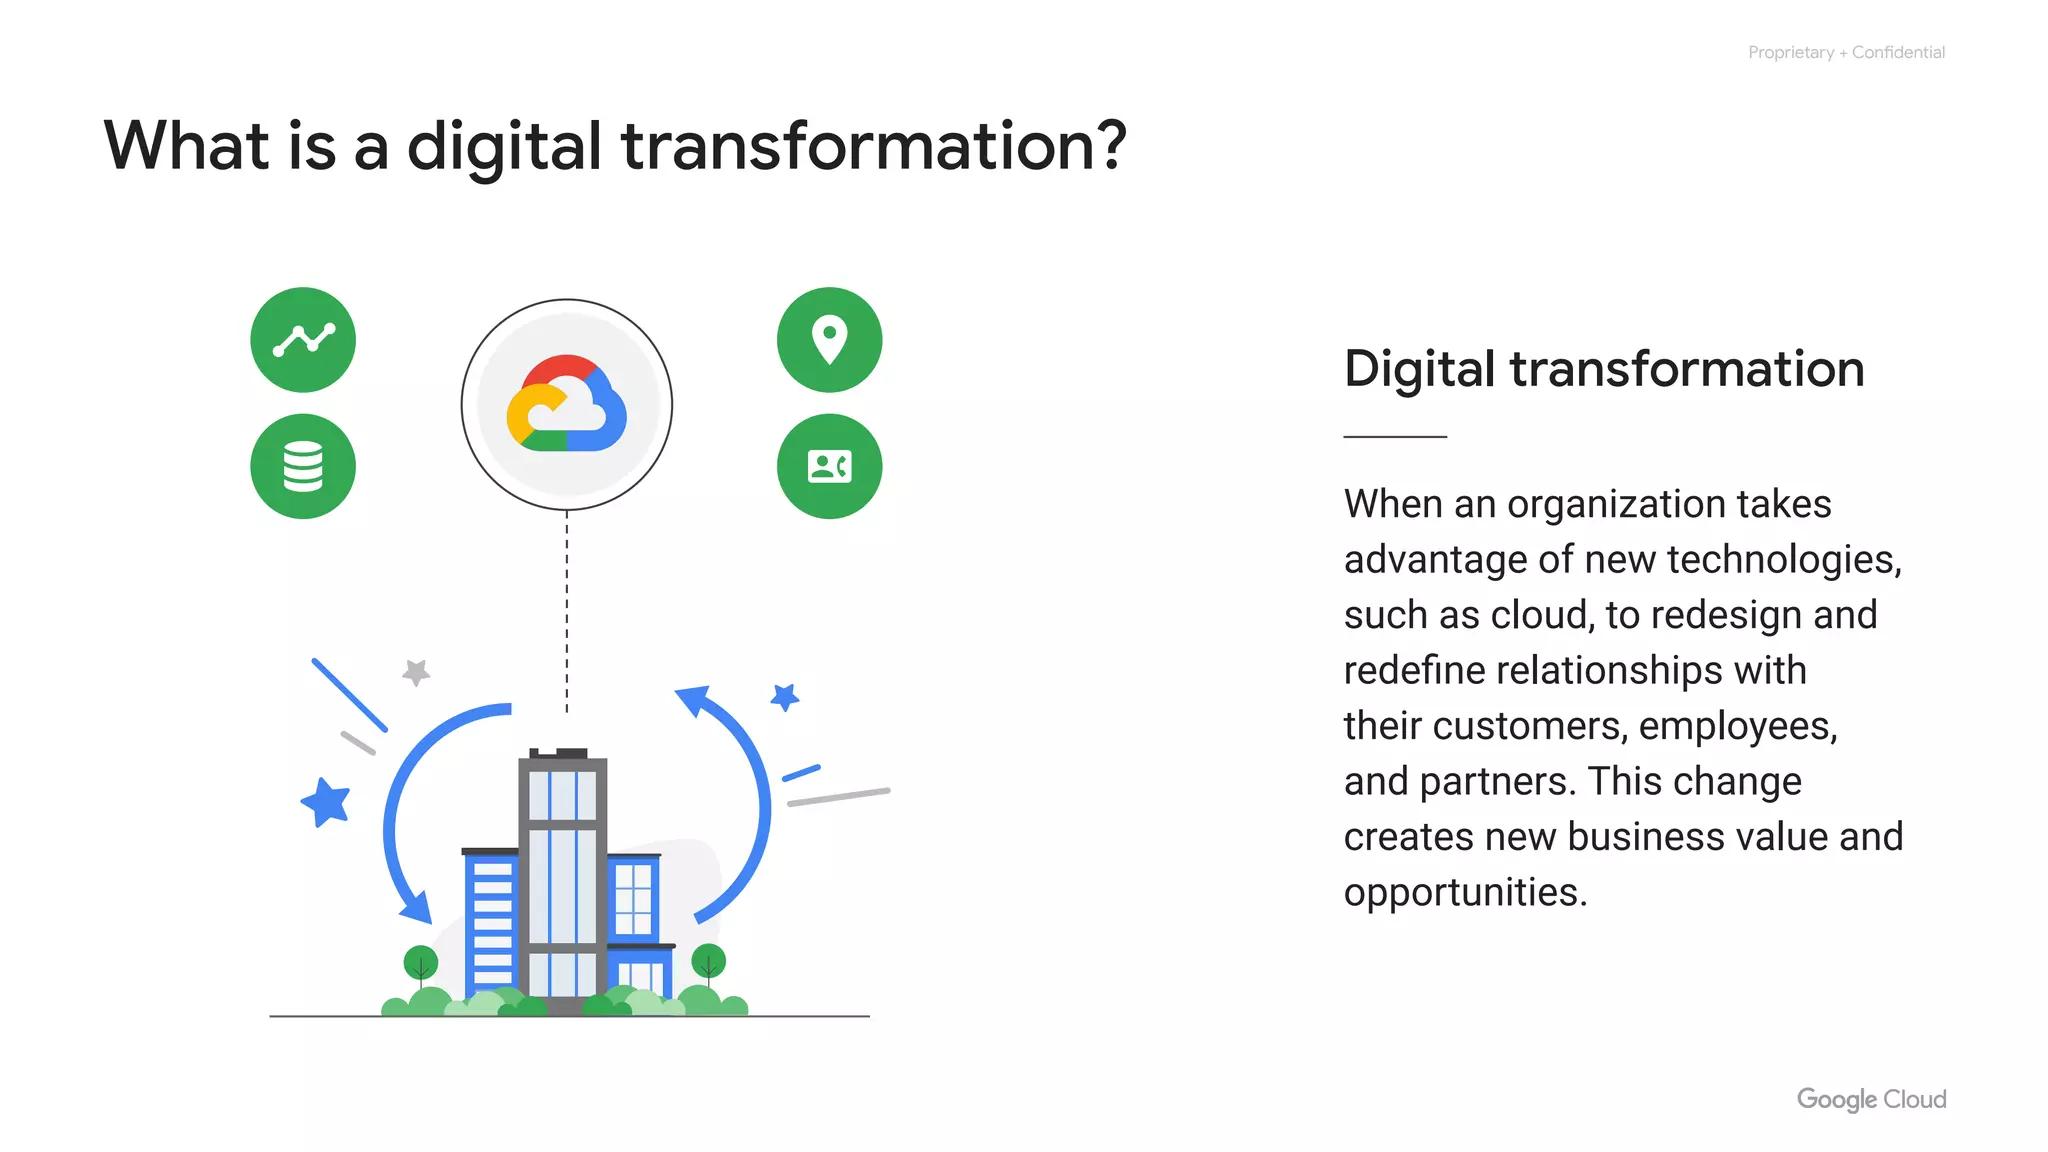 Proprietary + Confidential
What is a digital transformation?
Digital transformation
When an organization takes
advantage of new technologies,
such as cloud, to redesign and
redefine relationships with
their customers, employees,
and partners. This change
creates new business value and
opportunities.
Google Cloud